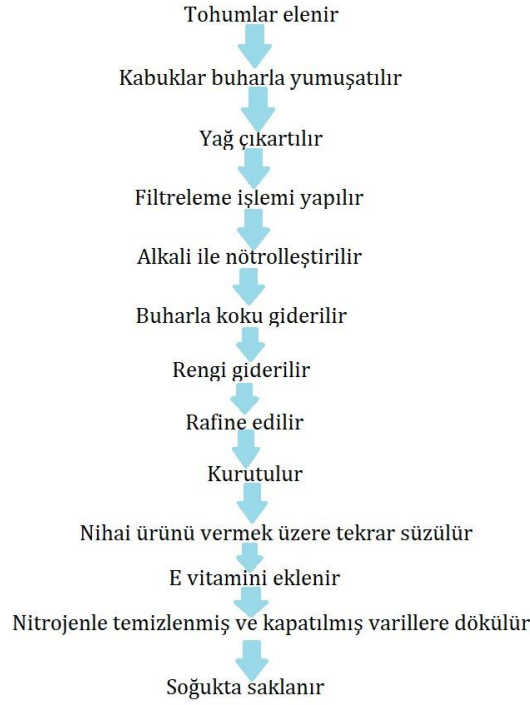 Tohumlar elenir
Kabuklar buharla yumuşatılır
Yağ çıkartılır
Filtreleme işlemi yapılır
Alkali ile nötrolleştirilir
Buharla koku giderilir
Rengi giderilir
Rafine edilir
Kurutulur
Nihai ürünü vermek üzere tekrar süzülür
E vitamini eklenir
Nitrojenle temizlenmiş ve kapatılmış varillere dökülür
Soğukta saklanır